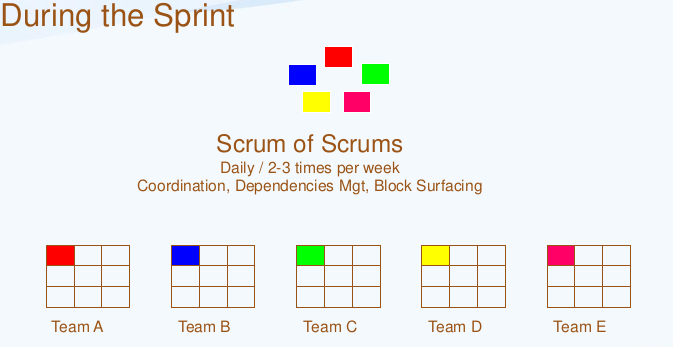 During the Sprint
Scrum of Scrums
Daily / 2-3 times per week
Coordination, Dependencies Mgt, Block Surfacing
Team A
Team B
Team C
Team D
Team E